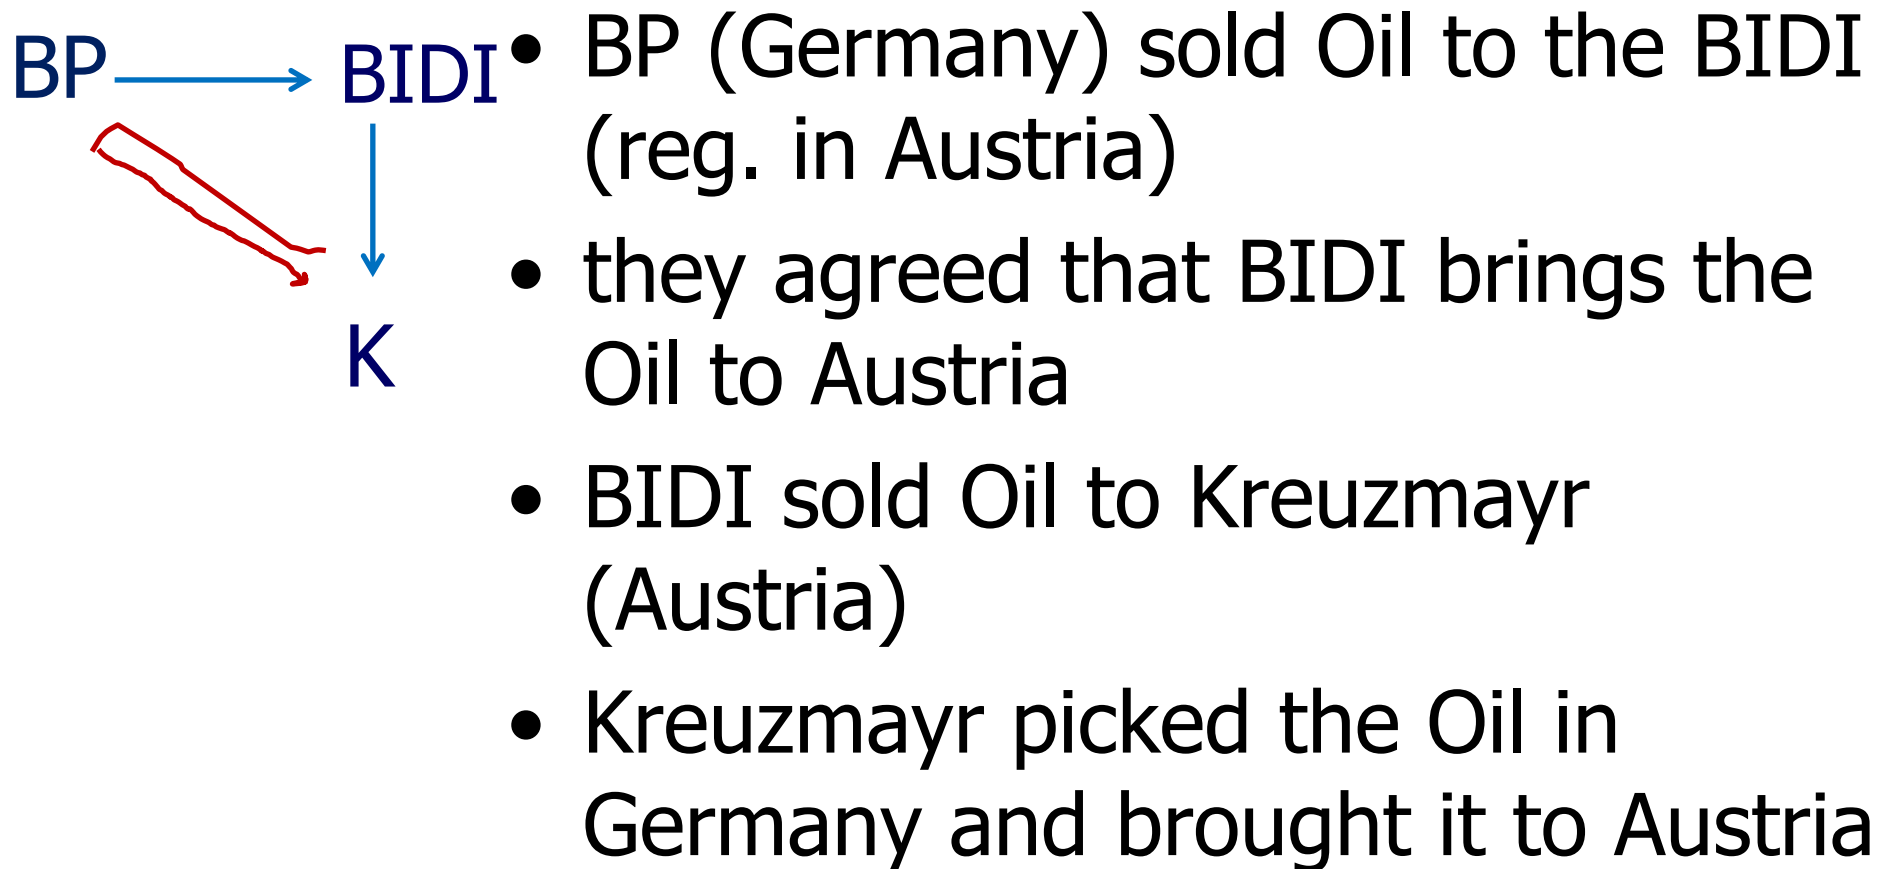 BP
BIDI
K
• BP (Germany) sold Oil to the BIDI
(reg. in Austria)
• they agreed that BIDI brings the
Oil to Austria
• BIDI sold Oil to Kreuzmayr
(Austria)
• Kreuzmayr picked the Oil in
Germany and brought it to Austria